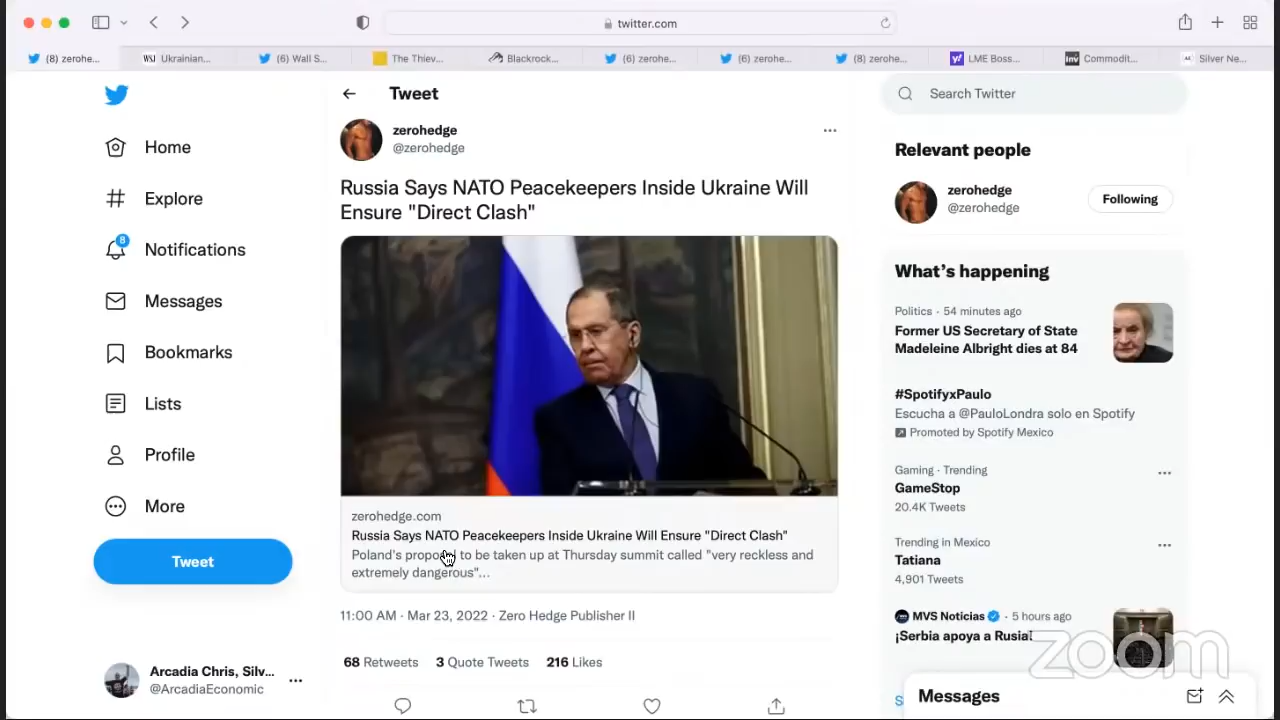 twitter.com
(8) zerohe...
WSJ Ukrainian...
(6) Wall S...
The Thiev...
Blackrock...
(6) zerohe...
(6) zerohe...
(8) zerohe...
LME Boss...
Inv Commodit...
Silver Ne...
Home
Explore
8
Notifications
Messages
Bookmarks
Lists
Profile
More
Tweet
Arcadia Chris, Silv...
@ArcadiaEconomic
Tweet
zerohedge
@zerohedge
Russia Says NATO Peacekeepers Inside Ukraine Will
Ensure "Direct Clash"
zerohedge.com
Russia Says NATO Peacekeepers Inside Ukraine Will Ensure "Direct Clash"
Poland's to be taken up at Thursday summit called "very reckless and
extremely dangerous"...
11:00 AM · Mar 23, 2022 · Zero Hedge Publisher II
68 Retweets 3 Quote Tweets 216 Likes
Search Twitter
Relevant people
zerohedge
@zerohedge
Following
What's happening
Politics · 54 minutes ago
Former US Secretary of State
Madeleine Albright dies at 84
#SpotifyxPaulo
Escucha a @PauloLondra solo en Spotify
Promoted by Spotify Mexico
Gaming · Trending
GameStop
20.4K Tweets
Trending in Mexico
Tatiana
4,901 Tweets
MVS Noticias · 5 hours ago
¡Serbia apoya a Rusia!
zoom
Messages